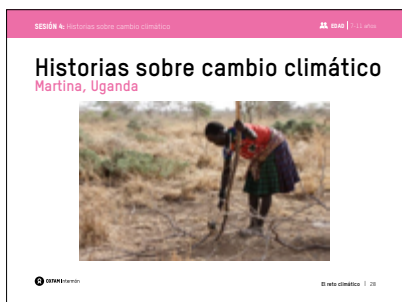 SESIÓN 4: Historias sobre cambio climático
EDAD | 7-11 años
Historias sobre cambio climático
Martina, Uganda
OXFAM Intermón
El reto climático | 28